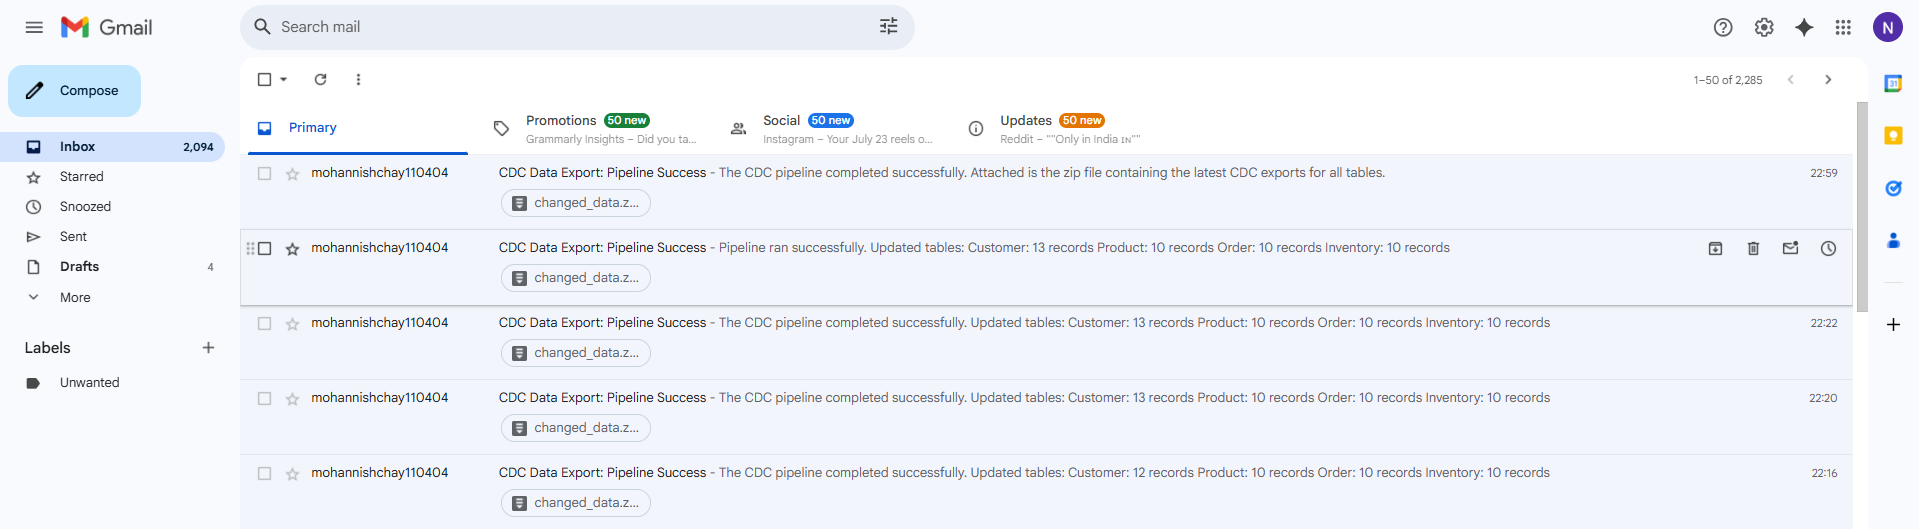 Gmail
Search mail
N
Compose
1–50 of 2,285
31
Primary
Promotions 50 new
Grammarly Insights – Did you ta...
Social 50 new
Instagram – Your July 23 reels o...
Updates 50 new
Reddit – ""Only in India ɪɴ""
Inbox 2,094
Starred
Snoozed
Sent
Drafts 4
More
Labels
Unwanted
mohannishchay110404 CDC Data Export: Pipeline Success - The CDC pipeline completed successfully. Attached is the zip file containing the latest CDC exports for all tables. 22:59
changed_data.z...
mohannishchay110404 CDC Data Export: Pipeline Success - Pipeline ran successfully. Updated tables: Customer: 13 records Product: 10 records Order: 10 records Inventory: 10 records
changed_data.z...
mohannishchay110404 CDC Data Export: Pipeline Success - The CDC pipeline completed successfully. Updated tables: Customer: 13 records Product: 10 records Order: 10 records Inventory: 10 records 22:22
changed_data.z...
mohannishchay110404 CDC Data Export: Pipeline Success - The CDC pipeline completed successfully. Updated tables: Customer: 13 records Product: 10 records Order: 10 records Inventory: 10 records 22:20
changed_data.z...
mohannishchay110404 CDC Data Export: Pipeline Success - The CDC pipeline completed successfully. Updated tables: Customer: 12 records Product: 10 records Order: 10 records Inventory: 10 records 22:16
changed_data.z...